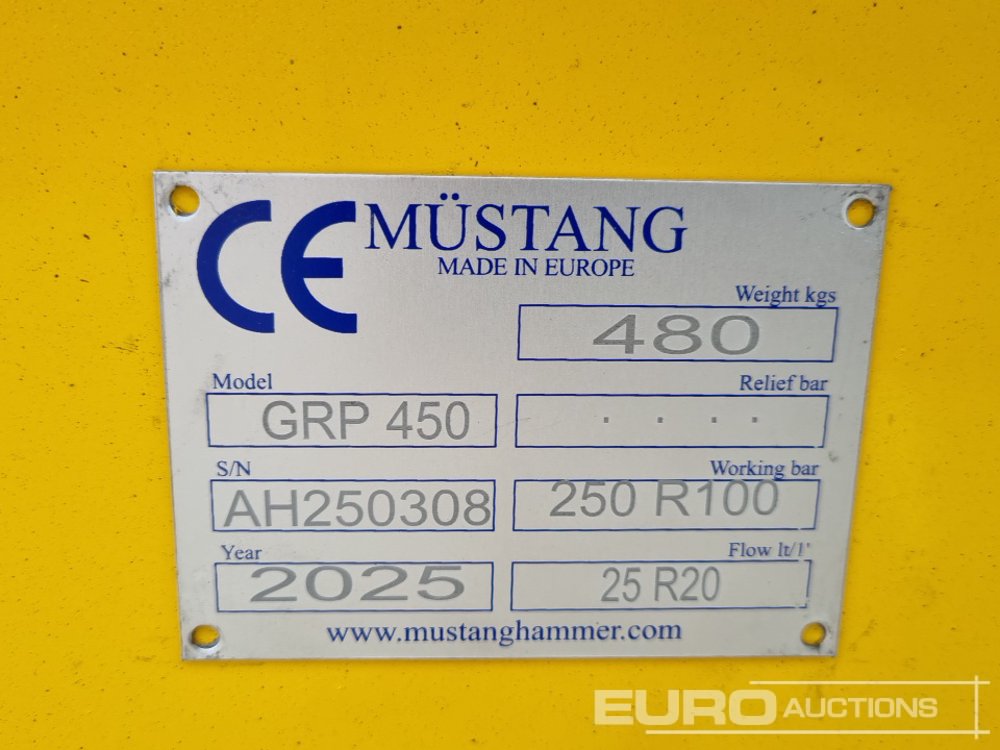 CE MÜSTANG
MADE IN EUROPE
Weight kgs
480
Model
GRP 450
Relief bar
. . . .
S/N
AH250308
Working bar
250 R100
Year
2025
Flow lt/1'
25 R20
www.mustanghammer.com
EURO AUCTIONS